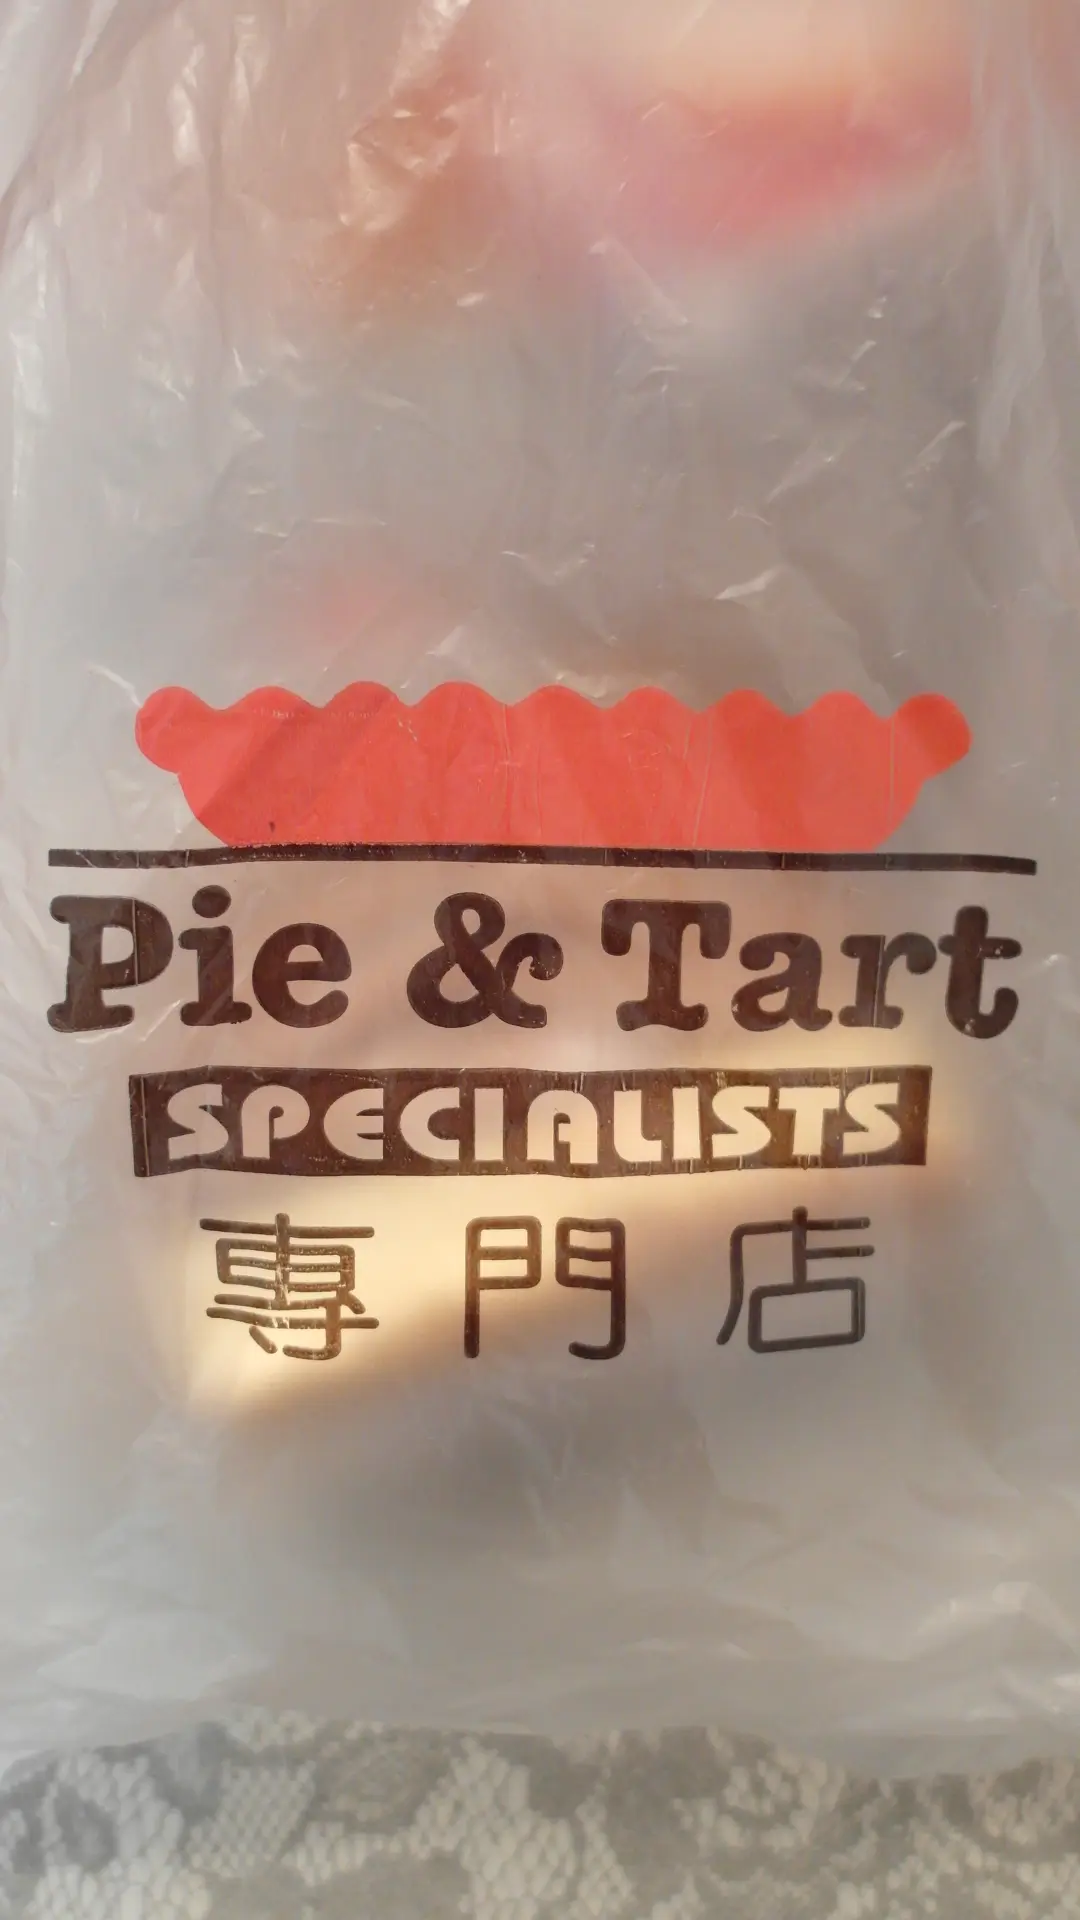 Pie & Tart
SPECIALISTS
專門店